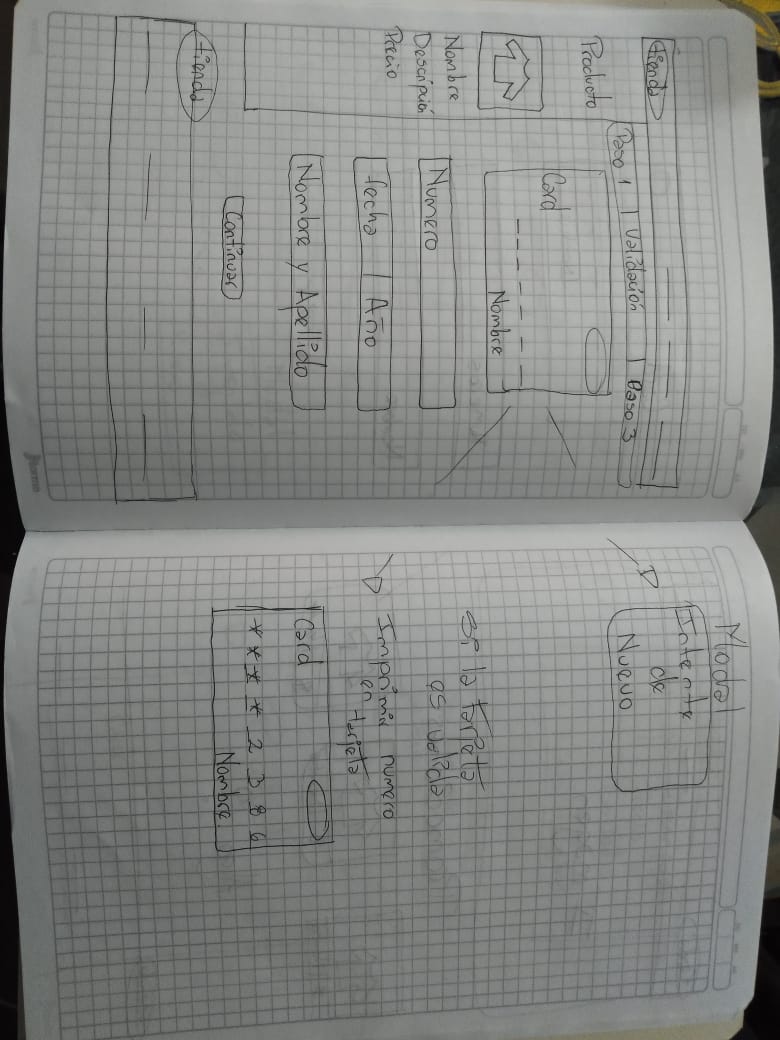 tienda
Paso 1 | Validación | Paso 3
Producto
Nombre
Descripción
Precio
Card
Nombre
Numero
fecha | Año
Nombre y Apellido
Continuar
tienda
Modal
Intente
de
Nuevo
Si la tarjeta
es valida
Imprimir numero
en tarjeta
Card
* * * * 2 3 8 6
Nombre.